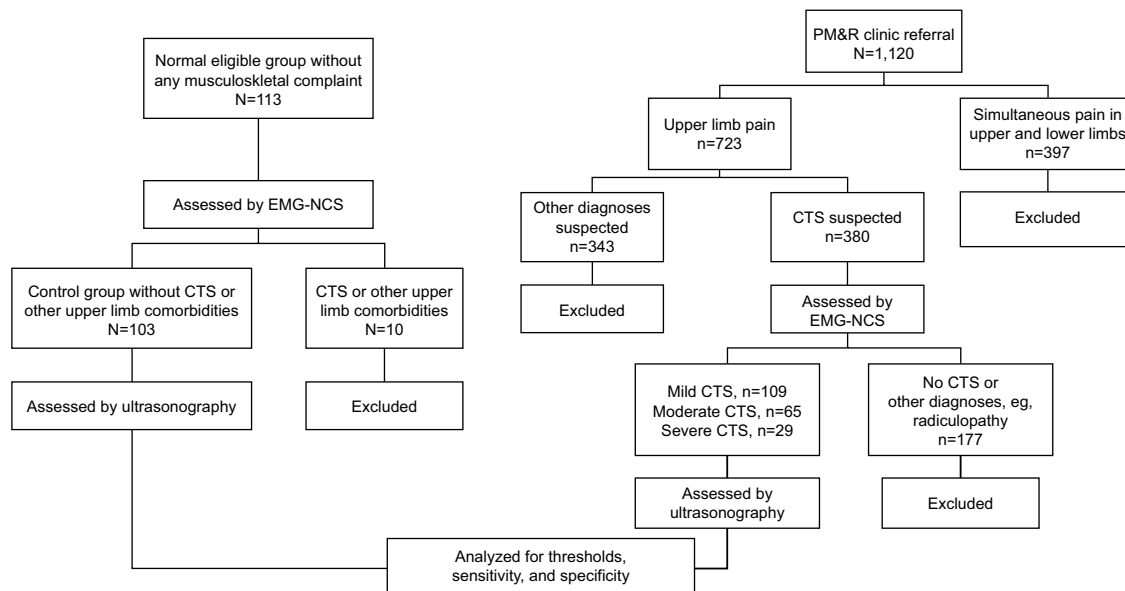 Normal eligible group without
any musculoskletal complaint
N=113
Assessed by EMG-NCS
Control group without CTS or
other upper limb comorbidities
N=103
CTS or other upper
limb comorbidities
N=10
Assessed by ultrasonography
Excluded
PM&R clinic referral
N=1,120
Upper limb pain
n=723
Simultaneous pain in
upper and lower limbs
n=397
Other diagnoses
suspected
n=343
CTS suspected
n=380
Excluded
Excluded
Assessed by
EMG-NCS
Mild CTS, n=109
Moderate CTS, n=65
Severe CTS, n=29
No CTS or
other diagnoses, eg,
radiculopathy
n=177
Assessed by
ultrasonography
Excluded
Analyzed for thresholds,
sensitivity, and specificity